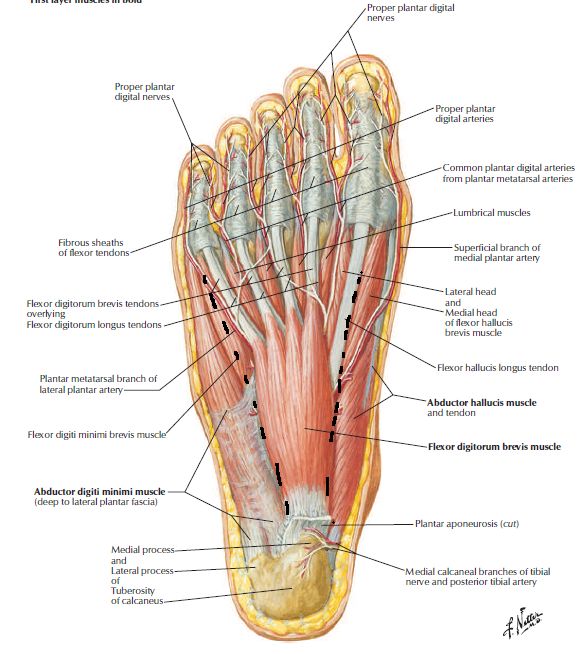 First layer muscles in bold
Proper plantar digital
nerves
Proper plantar
digital nerves
Proper plantar
digital arteries
Common plantar digital arteries
from plantar metatarsal arteries
Lumbrical muscles
Fibrous sheaths
of flexor tendons
Superficial branch of
medial plantar artery
Lateral head
and
Medial head
of flexor hallucis
brevis muscle
Flexor digitorum brevis tendons
overlying
Flexor digitorum longus tendons
Flexor hallucis longus tendon
Plantar metatarsal branch of
lateral plantar artery
Abductor hallucis muscle
and tendon
Flexor digiti minimi brevis muscle
Flexor digitorum brevis muscle
Abductor digiti minimi muscle
(deep to lateral plantar fascia)
Plantar aponeurosis (cut)
Medial process
and
Lateral process
of
Tuberosity
of calcaneus
Medial calcaneal branches of tibial
nerve and posterior tibial artery
F. Netter
M.D.